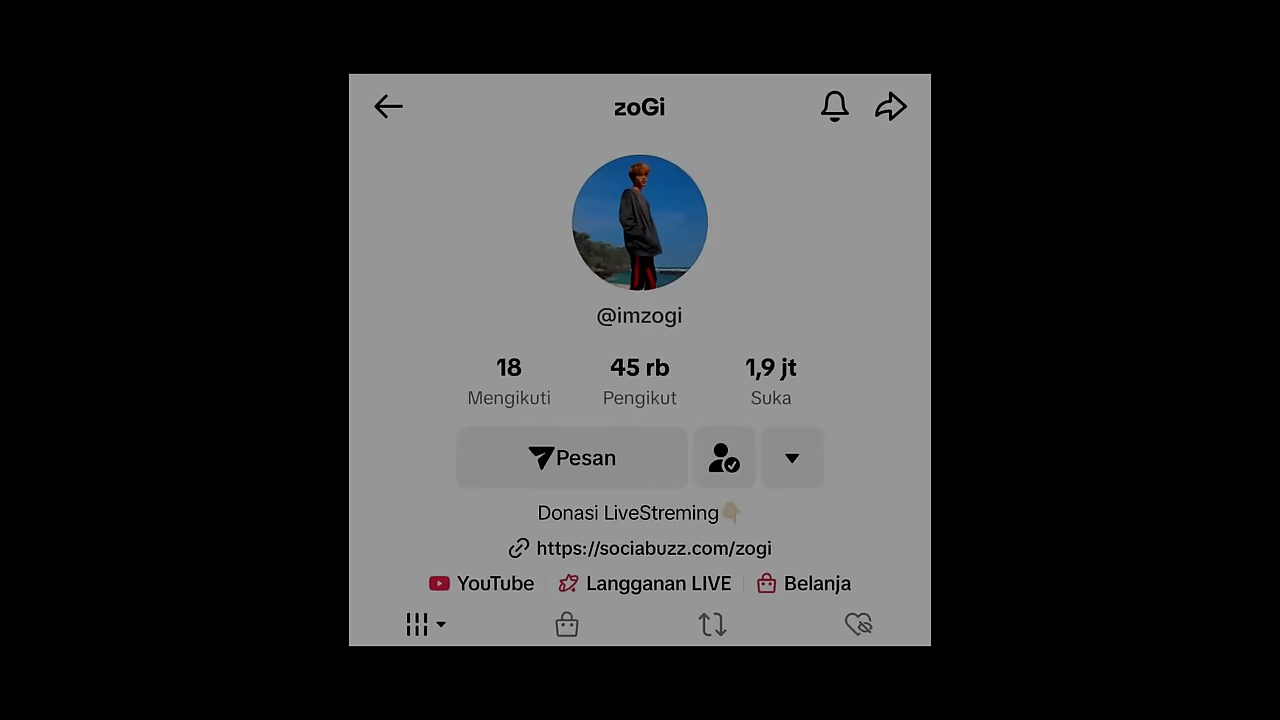 zoGi
@imzogi
18 45 rb 1,9 jt
Mengikuti Pengikut Suka
Pesan
Donasi LiveStreming👇🏻
https://sociabuzz.com/zogi
YouTube Langganan LIVE Belanja